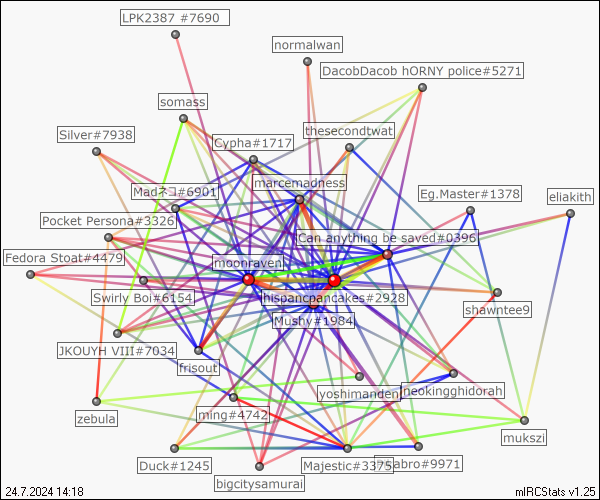 LPK2387 #7690
normalwan
DacobDacob hORNY police#5271
somass
thesecondtwat
Silver#7938
Cypha#1717
marcemadness
Madネコ#6901
Eg.Master#1378
eliakith
Pocket Persona#3326
Can anything be saved#0396
Fedora Stoat#4479
moonraven
Swirly Boi#6154
hispancpancakes#2928
shawntee9
Mushy#1984
JKOUYH VIII#7034
frisout
yoshimanden
neokingghidorah
zebula
ming#4742
mukszi
Duck#1245
Majestic#3375
abro#9971
bigcitysamurai
24.7.2024 14:18
mIRCStats v1.25